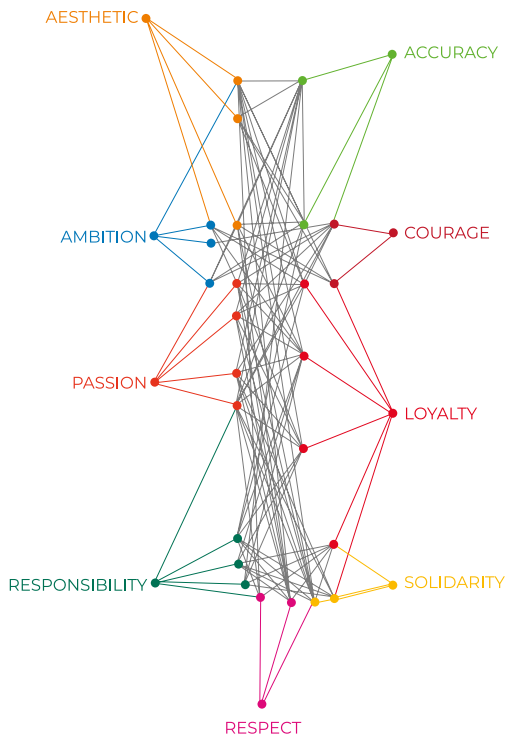 AESTHETIC
ACCURACY
AMBITION
COURAGE
PASSION
LOYALTY
RESPONSIBILITY
SOLIDARITY
RESPECT